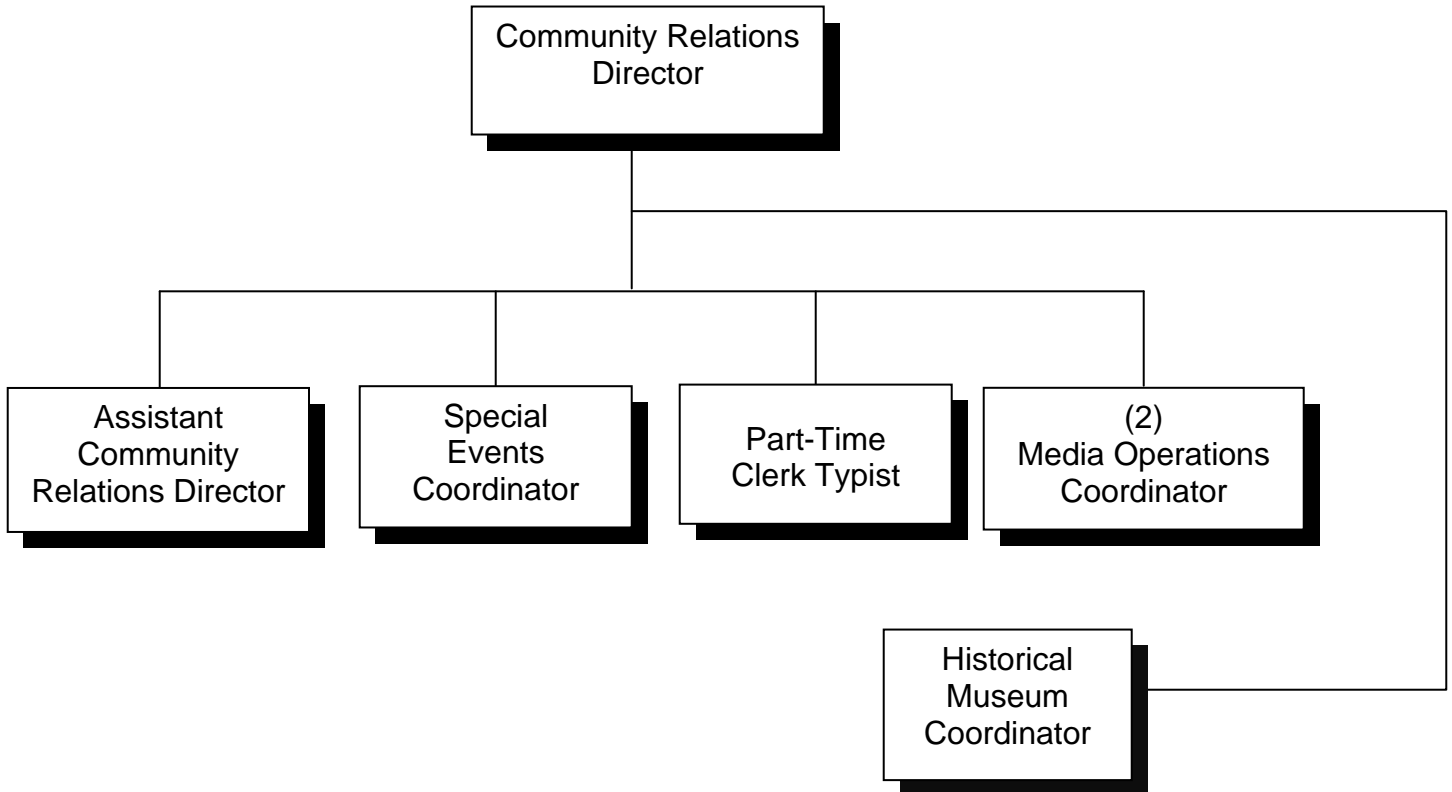 Community Relations
Director
Assistant
Community
Relations Director
Special
Events
Coordinator
Part-Time
Clerk Typist
(2)
Media Operations
Coordinator
Historical
Museum
Coordinator